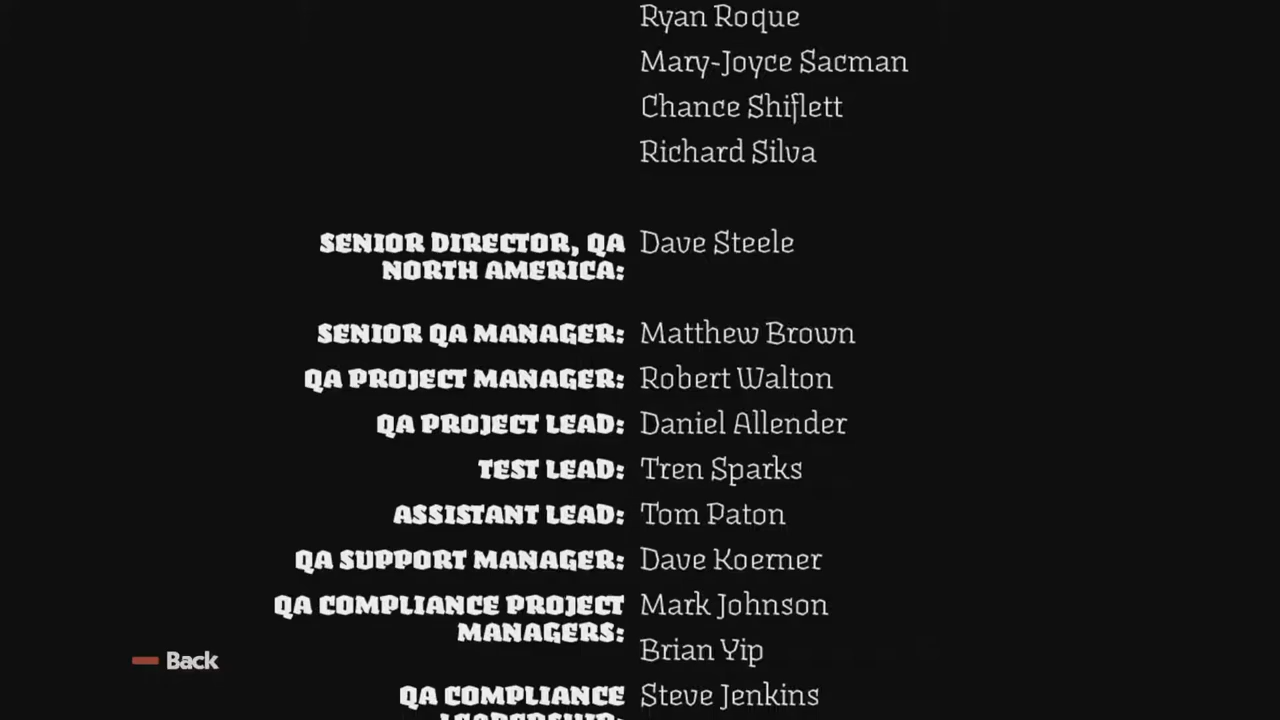 Ryan Roque
Mary-Joyce Sacman
Chance Shiflett
Richard Silva
SENIOR DIRECTOR, QA NORTH AMERICA: Dave Steele
SENIOR QA MANAGER: Matthew Brown
QA PROJECT MANAGER: Robert Walton
QA PROJECT LEAD: Daniel Allender
TEST LEAD: Tren Sparks
ASSISTANT LEAD: Tom Paton
QA SUPPORT MANAGER: Dave Koerner
QA COMPLIANCE PROJECT MANAGERS: Mark Johnson
Brian Yip
Back
QA COMPLIANCE LEADERSHIP: Steve Jenkins